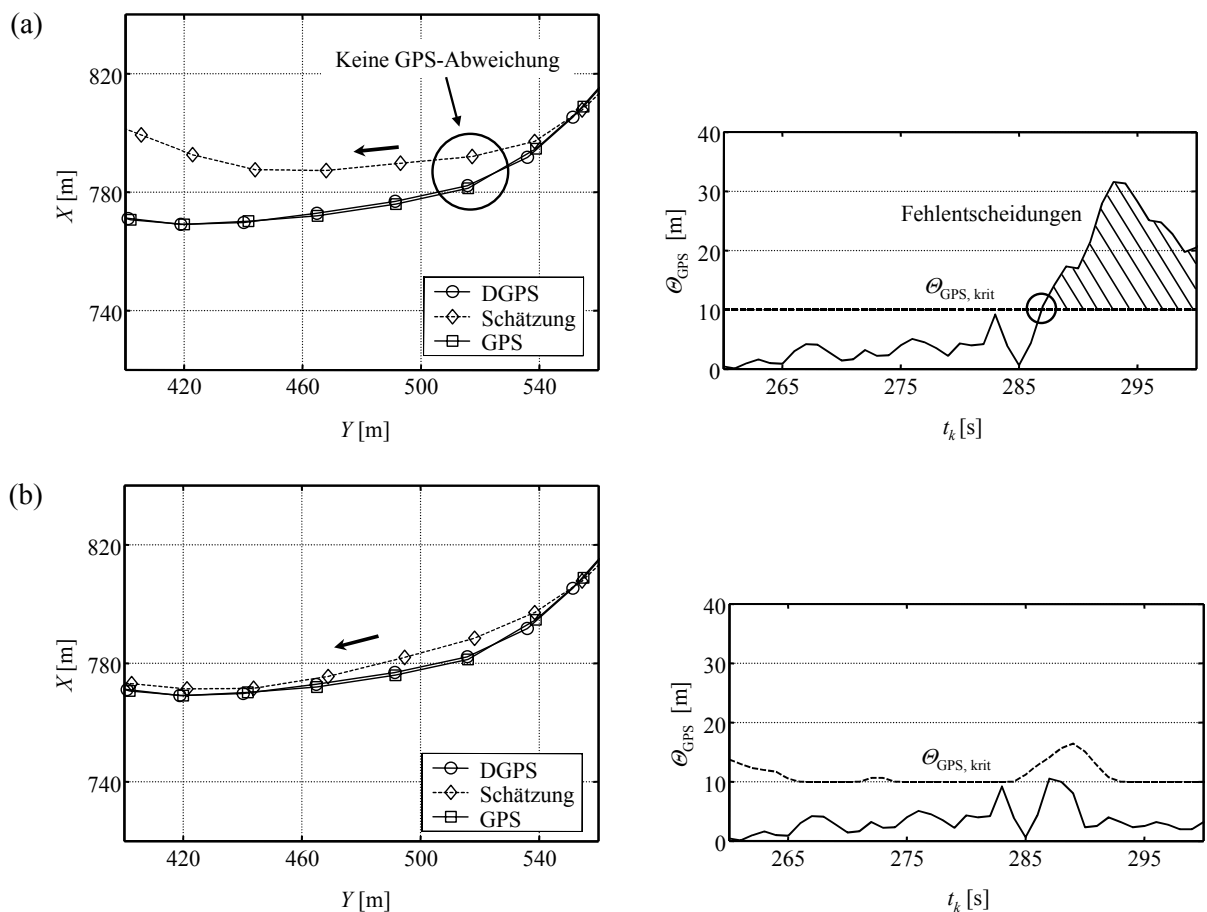 (a)
Keine GPS-Abweichung
820
780
740
X [m]
420
460
500
540
Y [m]
DGPS
Schätzung
GPS
40
30
20
10
0
Θ_GPS [m]
Fehlentscheidungen
Θ_GPS, krit
265
275
285
295
t_k [s]
(b)
820
780
740
X [m]
420
460
500
540
Y [m]
DGPS
Schätzung
GPS
40
30
20
10
0
Θ_GPS [m]
Θ_GPS, krit
265
275
285
295
t_k [s]